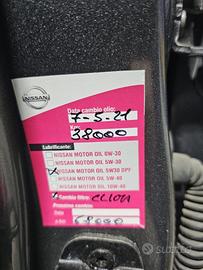 NISSAN
Data cambio olio:
7-5-21
Km:
38000
Lubrificante:
NISSAN MOTOR OIL 0W-30
NISSAN MOTOR OIL 5W-30
x NISSAN MOTOR OIL 5W30 DPF
NISSAN MOTOR OIL 5W-40
NISSAN MOTOR OIL 10W-40
x Cambio filtro
Prossimo cambio:
Data
o Km
68000
SUBITO